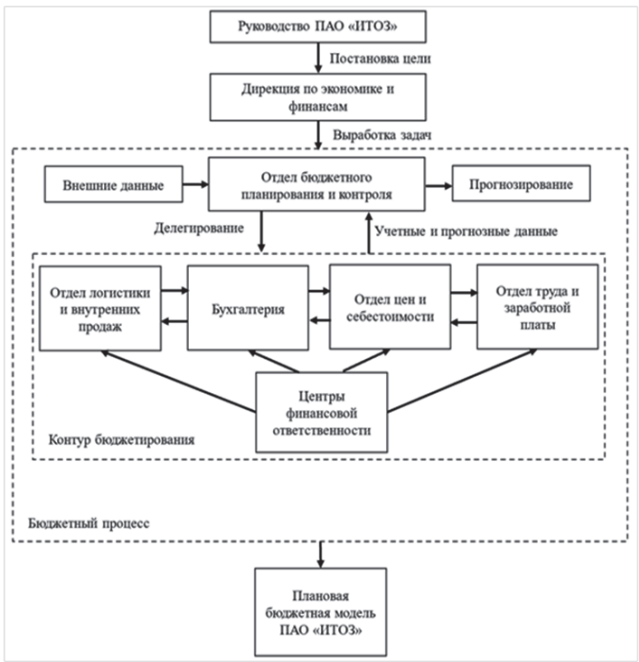 Руководство ПАО «ИТОЗ»
Постановка цели
Дирекция по экономике и
финансам
Выработка задач
Внешние данные
Отдел бюджетного
планирования и контроля
Прогнозирование
Делегирование
Учетные и прогнозные данные
Отдел логистики
и внутренних
продаж
Бухгалтерия
Отдел цен и
себестоимости
Отдел труда и
заработной
платы
Центры
финансовой
ответственности
Контур бюджетирования
Бюджетный процесс
Плановая
бюджетная модель
ПАО «ИТОЗ»